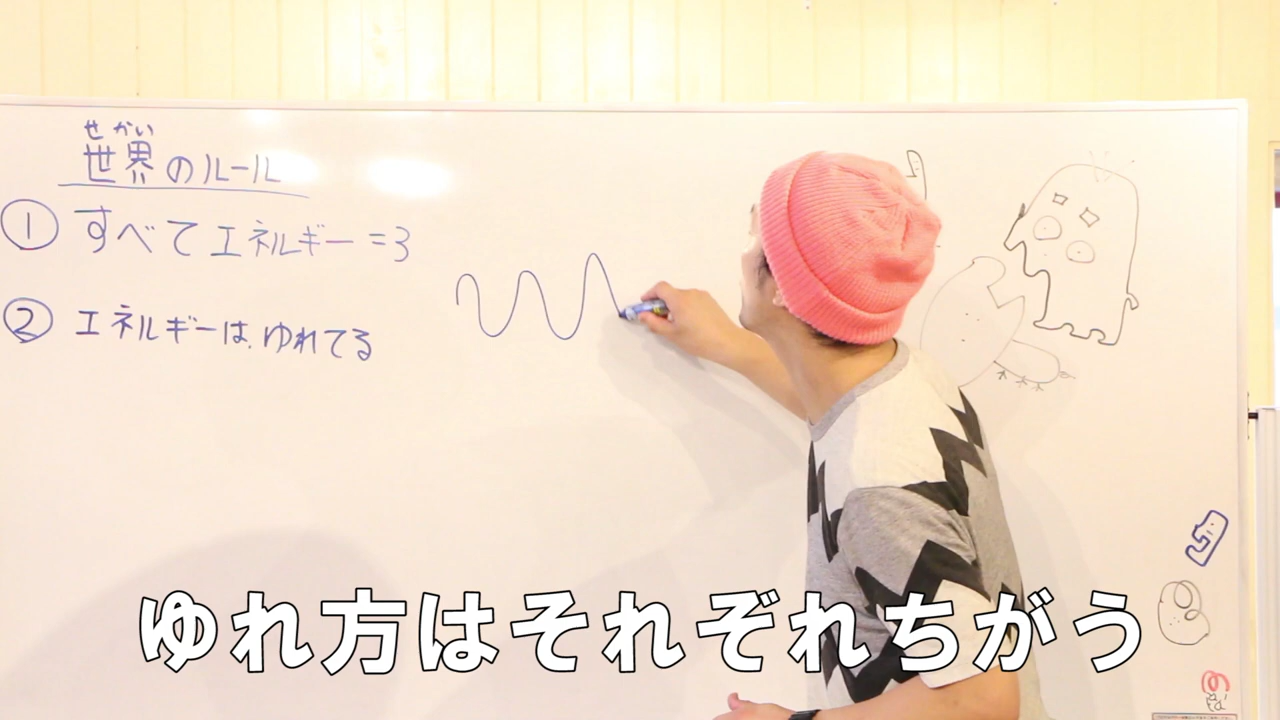 せかい
世界のルール
① すべてエネルギー=3
② エネルギーは、ゆれてる
ゆれ方はそれぞれちがう